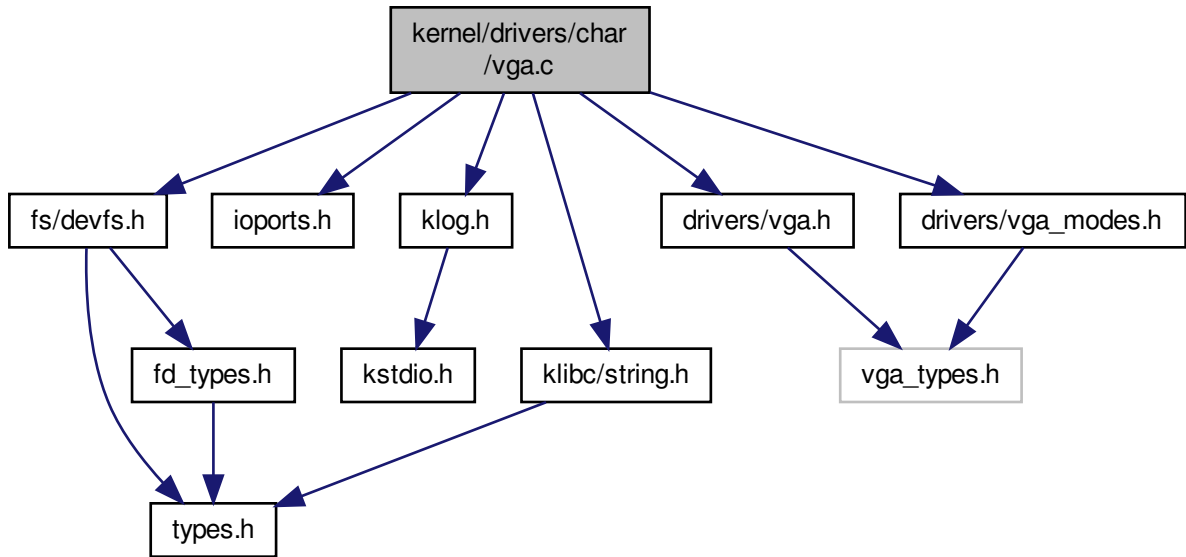 kernel/drivers/char
/vga.c
fs/devfs.h
ioports.h
klog.h
drivers/vga.h
drivers/vga_modes.h
fd_types.h
kstdio.h
klibc/string.h
vga_types.h
types.h